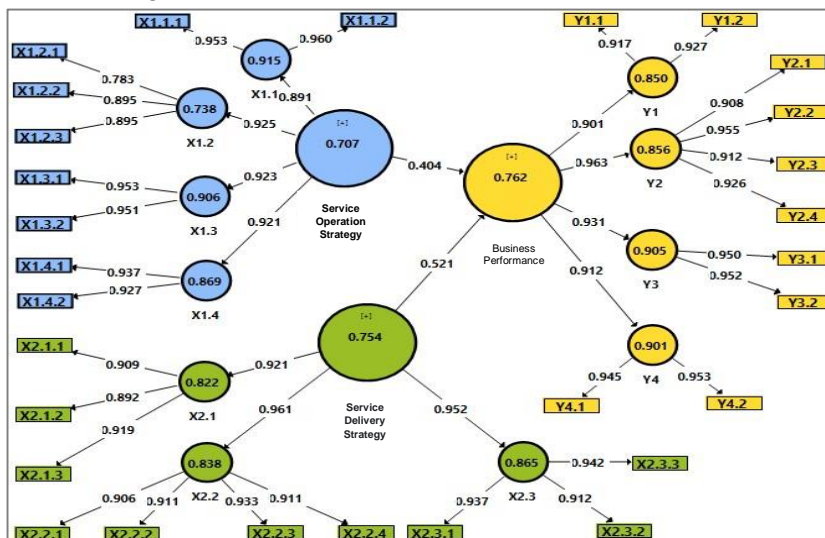 X1.1.1
X1.1.2
0.953
0.960
0.915
X1.1
0.891
X1.2.1
X1.2.2
X1.2.3
0.783
0.895
0.895
0.738
X1.2
0.925
X1.3.1
X1.3.2
0.953
0.951
0.906
X1.3
0.923
X1.4.1
X1.4.2
0.937
0.927
0.869
X1.4
0.921
[+]
0.707
Service
Operation
Strategy
0.404
[+]
0.762
Business
Performance
0.521
[+]
0.754
Service
Delivery
Strategy
Y1.1
Y1.2
0.917
0.927
0.850
Y1
0.901
Y2.1
Y2.2
Y2.3
Y2.4
0.908
0.955
0.912
0.926
0.856
Y2
0.963
Y3.1
Y3.2
0.950
0.952
0.905
Y3
0.931
0.912
0.901
Y4
0.945
0.953
Y4.1
Y4.2
X2.1.1
X2.1.2
X2.1.3
0.909
0.892
0.919
0.822
X2.1
0.921
0.961
0.838
X2.2
0.906
0.911
0.933
0.911
X2.2.1
X2.2.2
X2.2.3
X2.2.4
0.952
0.865
X2.3
0.937
0.912
0.942
X2.3.1
X2.3.2
X2.3.3